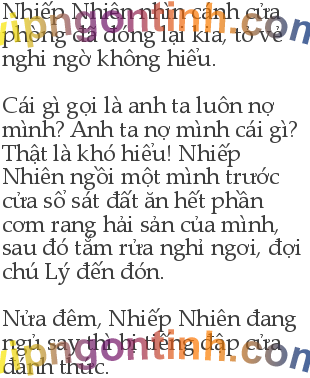 Nhiếp Nhiên nhìn cánh cửa
phòng đã đóng lại kia, tỏ vẻ
nghi ngờ không hiểu.
Cái gì gọi là anh ta luôn nợ
mình? Anh ta nợ mình cái gì?
Thật là khó hiểu! Nhiếp
Nhiên ngồi một mình trước
cửa sổ sát đất ăn hết phần
cơm rang hải sản của mình,
sau đó tắm rửa nghỉ ngơi, đợi
chú Lý đến đón.
Nửa đêm, Nhiếp Nhiên đang
ngủ say thì bị tiếng đập cửa
đánh thức.
vipngontinh.com
vipngontinh.com